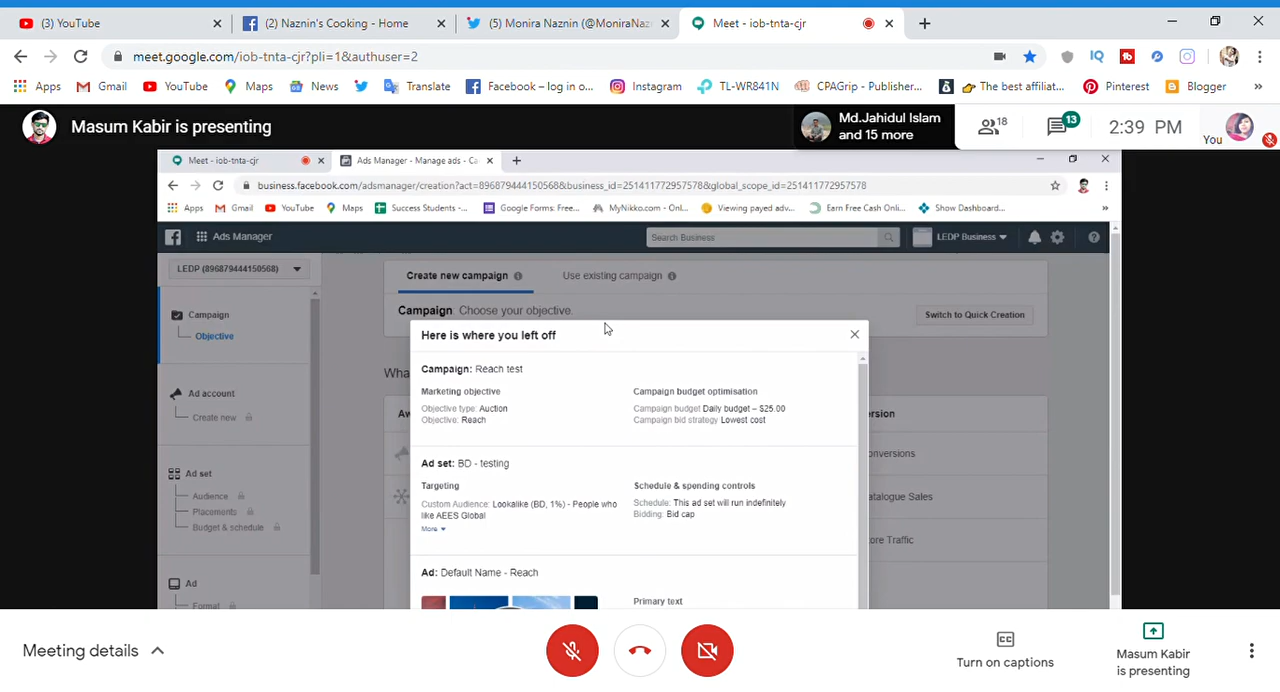 (3) YouTube
(2) Naznin's Cooking - Home
(5) Monira Naznin (@MoniraNaz
Meet - iob-tnta-cjr
meet.google.com/iob-tnta-cjr?pli=1&authuser=2
Apps Gmail YouTube Maps News Translate Facebook – log in o... Instagram TL-WR841N CPAGrip - Publisher... The best affiliat... Pinterest Blogger »
Masum Kabir is presenting
Md.Jahidul Islam
and 15 more
18
13
2:39 PM
You
Meet - iob-tnta-cjr
Ads Manager - Manage ads - Ca
business.facebook.com/adsmanager/creation?act=896879444150568&business_id=251411772957578&global_scope_id=251411772957578
Apps Gmail YouTube Maps Success Students -... Google Forms: Free... MyNikko.com - Onl... Viewing payed adv... Earn Free Cash Onli... Show Dashboard... »
Ads Manager
Search Business
LEDP Business
LEDP (896879444150568)
Create new campaign
Use existing campaign
Campaign: Choose your objective.
Switch to Quick Creation
Campaign
Objective
Ad account
Create new
Ad set
Audience
Placements
Budget & schedule
Ad
Format
Wha
Aw
ersion
onversions
atalogue Sales
ore Traffic
Here is where you left off
Campaign: Reach test
Marketing objective
Objective type: Auction
Objective: Reach
Campaign budget optimisation
Campaign budget Daily budget – $25.00
Campaign bid strategy Lowest cost
Ad set: BD - testing
Targeting
Custom Audience: Lookalike (BD, 1%) - People who
like AEES Global
More
Schedule & spending controls
Schedule: This ad set will run indefinitely
Bidding: Bid cap
Ad: Default Name - Reach
Primary text
Meeting details
Turn on captions
Masum Kabir
is presenting